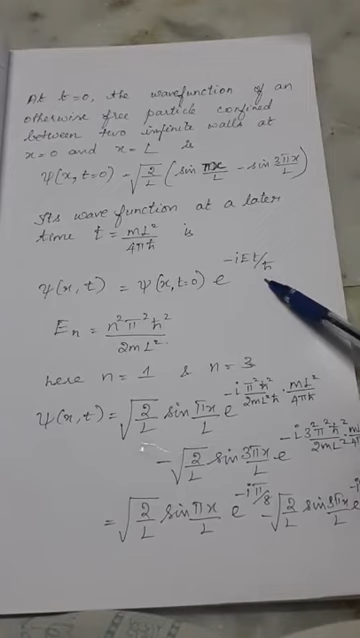 At t=0, the wavefunction of an
otherwise free particle confined
between two infinite walls at
x=0 and x=L is
ψ(x, t=0) = √(2/L) (sin πx/L - sin 3πx/L)
Its wave function at a later
time t = mL²/4πħ is
ψ(x, t) = ψ(x, t=0) e^(-iEt/ħ)
Eₙ = n²π²ħ²/2mL²
here n=1 & n=3
ψ(x, t) = √(2/L) sin πx/L e^(-i π²ħ²/2mL²ħ · mL²/4πħ)
- √(2/L) sin 3πx/L e^(-i 3²π²ħ²/2mL²
= √(2/L) sin πx/L e^(-iπ/8) - √(2/L) sin 3πx/L e^(-i